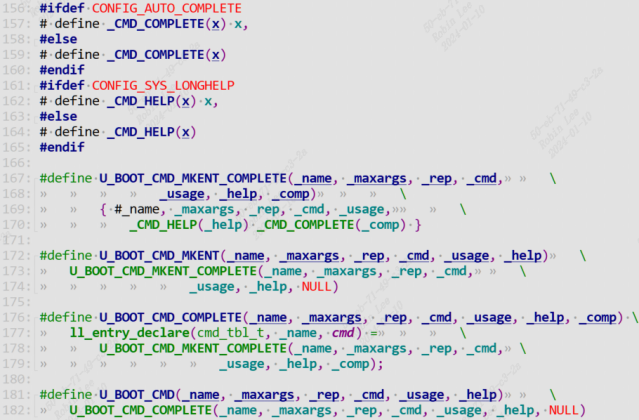 156: #ifdef CONFIG_AUTO_COMPLETE
157: # define _CMD_COMPLETE(x) x,
158: #else
159: # define _CMD_COMPLETE(x)
160: #endif
161: #ifdef CONFIG_SYS_LONGHELP
162: # define _CMD_HELP(x) x,
163: #else
164: # define _CMD_HELP(x)
165: #endif
166:
167: #define U_BOOT_CMD_MKENT_COMPLETE(_name, _maxargs, _rep, _cmd,» » \
168: » » » » _usage, _help, _comp)» » » » \
169: » » » { #_name, _maxargs, _rep, _cmd, _usage,» » » \
170: » » » _CMD_HELP(_help) _CMD_COMPLETE(_comp) }
171:
172: #define U_BOOT_CMD_MKENT(_name, _maxargs, _rep, _cmd, _usage, _help)» \
173: » U_BOOT_CMD_MKENT_COMPLETE(_name, _maxargs, _rep, _cmd,» » \
174: » » » » » _usage, _help, NULL)
175:
176: #define U_BOOT_CMD_COMPLETE(_name, _maxargs, _rep, _cmd, _usage, _help, _comp) \
177: » ll_entry_declare(cmd_tbl_t, _name, cmd) =» » » » \
178: » » U_BOOT_CMD_MKENT_COMPLETE(_name, _maxargs, _rep, _cmd,» \
179: » » » » » » _usage, _help, _comp);
180:
181: #define U_BOOT_CMD(_name, _maxargs, _rep, _cmd, _usage, _help)» » \
182: » U_BOOT_CMD_COMPLETE(_name, _maxargs, _rep, _cmd, _usage, _help, NULL)